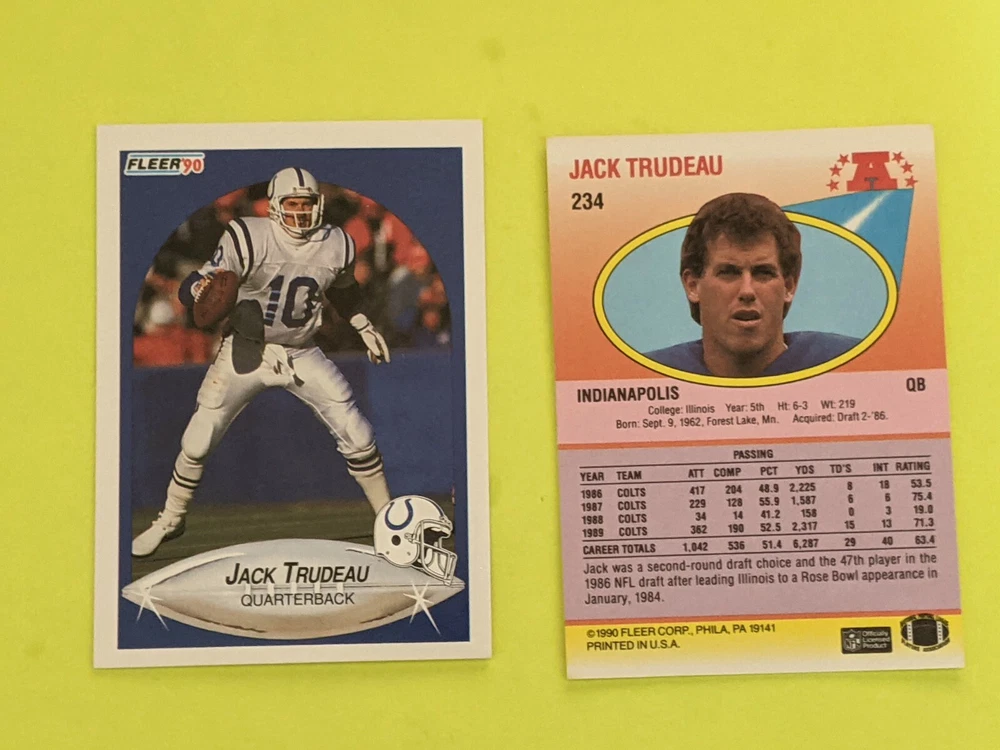 FLEER '90
10
10
JACK TRUDEAU
QUARTERBACK
JACK TRUDEAU
234
A
INDIANAPOLIS QB
College: Illinois Year: 5th Ht: 6-3 Wt: 219
Born: Sept. 9, 1962, Forest Lake, Mn. Acquired: Draft 2-'86.
PASSING
YEAR TEAM ATT COMP PCT YDS TD'S INT RATING
1986 COLTS 417 204 48.9 2,225 8 18 53.5
1987 COLTS 229 128 55.9 1,587 6 6 75.4
1988 COLTS 34 14 41.2 158 0 3 19.0
1989 COLTS 362 190 52.5 2,317 15 13 71.3
CAREER TOTALS 1,042 536 51.4 6,287 29 40 63.4
Jack was a second-round draft choice and the 47th player in the
1986 NFL draft after leading Illinois to a Rose Bowl appearance in
January, 1984.
©1990 FLEER CORP., PHILA, PA 19141
PRINTED IN U.S.A.
NFL
Officially
Licensed
Product